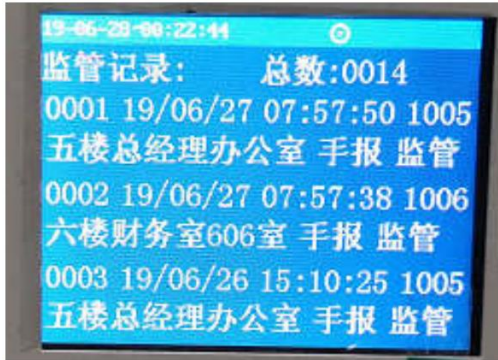 19-06-28-00:22:44
监管记录: 总数:0014
0001 19/06/27 07:57:50 1005
五楼总经理办公室 手报 监管
0002 19/06/27 07:57:38 1006
六楼财务室606室 手报 监管
0003 19/06/26 15:10:25 1005
五楼总经理办公室 手报 监管